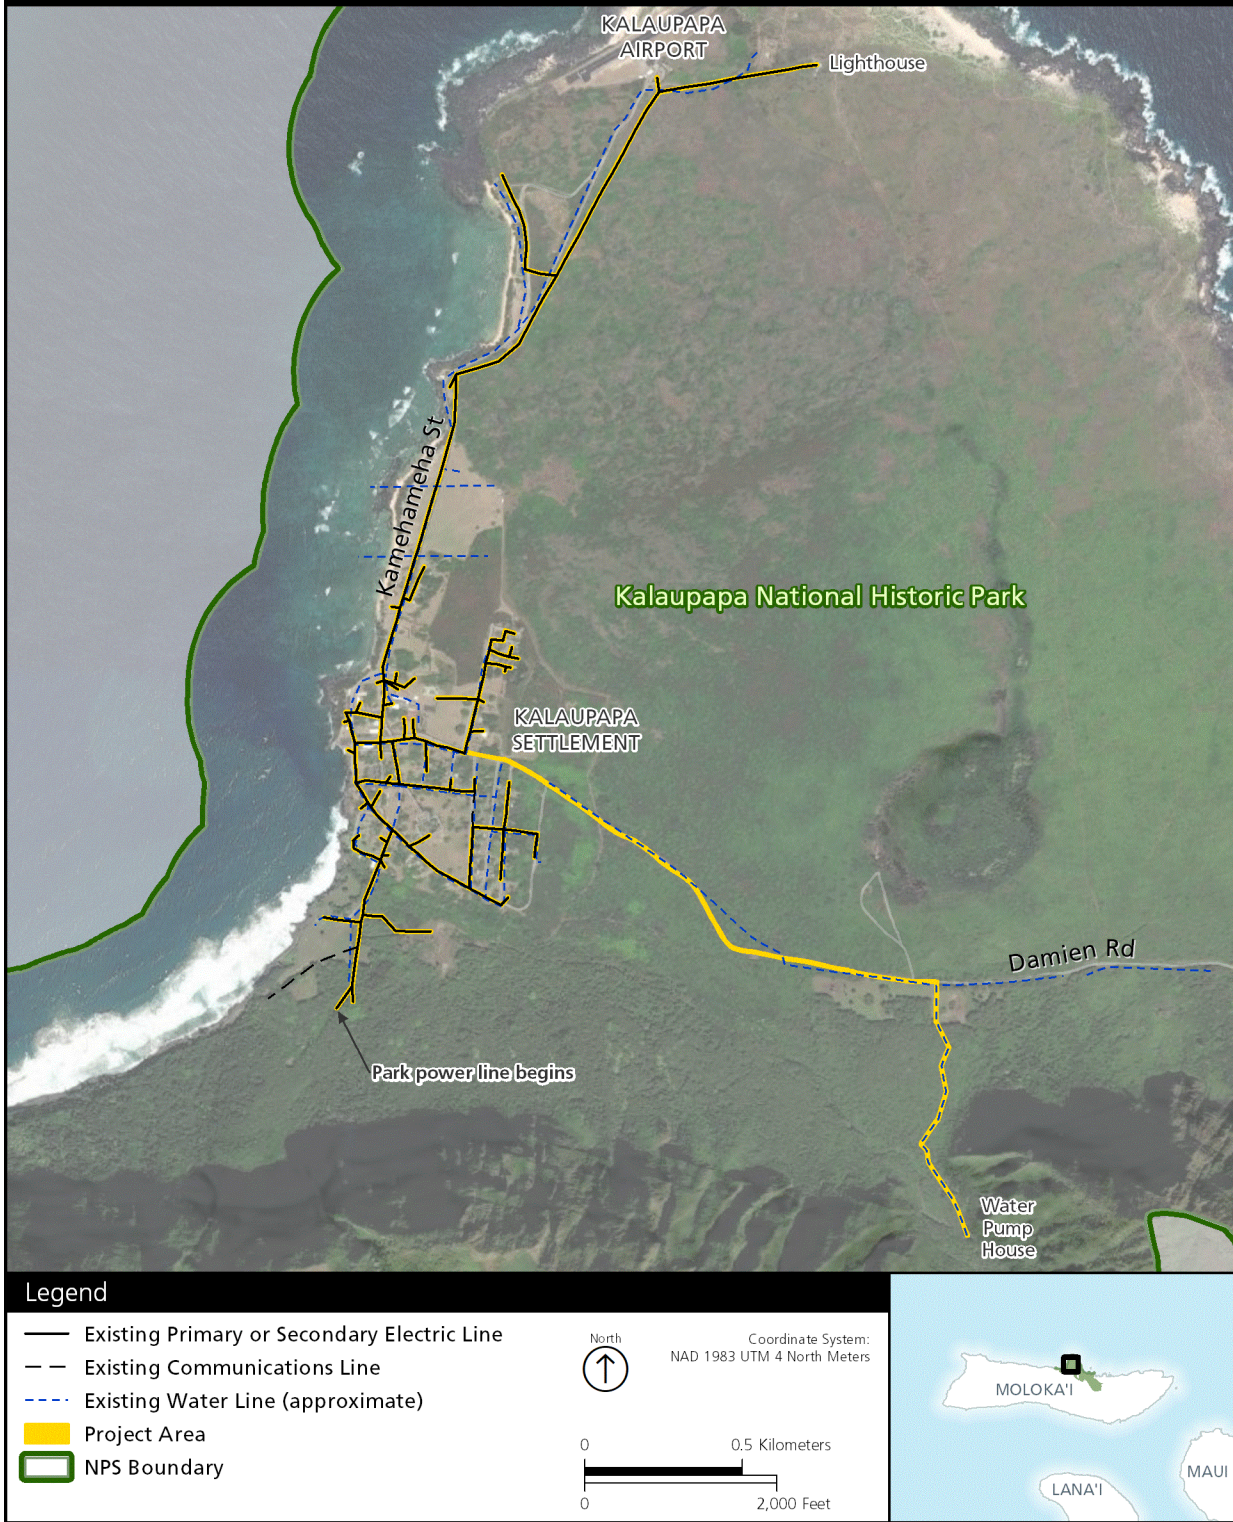 KALAUPAPA
AIRPORT
Lighthouse
Kamehameha St
Kalaupapa National Historic Park
KALAUPAPA
SETTLEMENT
Damien Rd
Park power line begins
Water
Pump
House
Legend
Existing Primary or Secondary Electric Line
Existing Communications Line
Existing Water Line (approximate)
Project Area
NPS Boundary
North
Coordinate System:
NAD 1983 UTM 4 North Meters
0 0.5 Kilometers
0 2,000 Feet
MOLOKA'I
LANA'I
MAUI